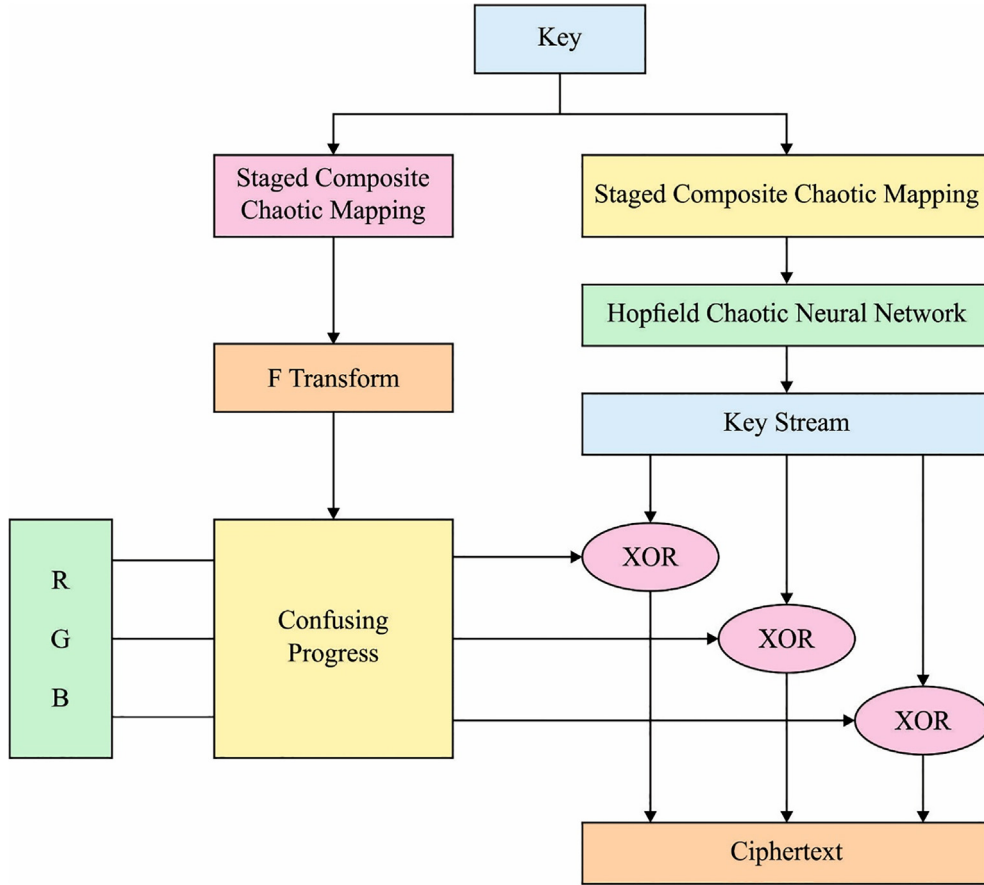 Key
Staged Composite
Chaotic Mapping
Staged Composite Chaotic Mapping
Hopfield Chaotic Neural Network
F Transform
Key Stream
R
G
B
Confusing
Progress
XOR
XOR
XOR
Ciphertext